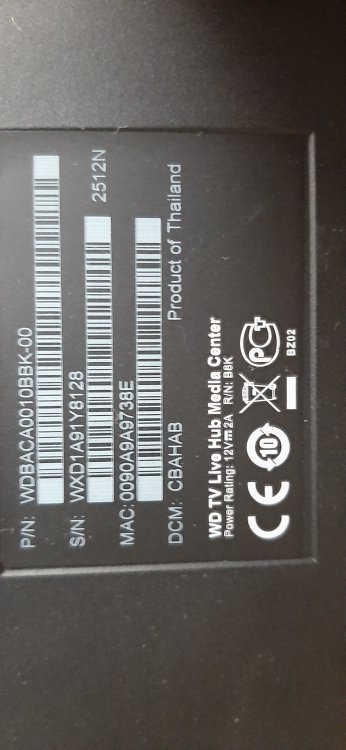 P/N: WDBACA0010BBK-00
S/N: WXD1A91Y8128
2512N
MAC:0090A9A9738E
DCM: CBAHAB
Product of Thailand
WD TV Live Hub Media Center
Power Rating: 12V⎓2A R/N: B8K
CE 10 PC
BZ02